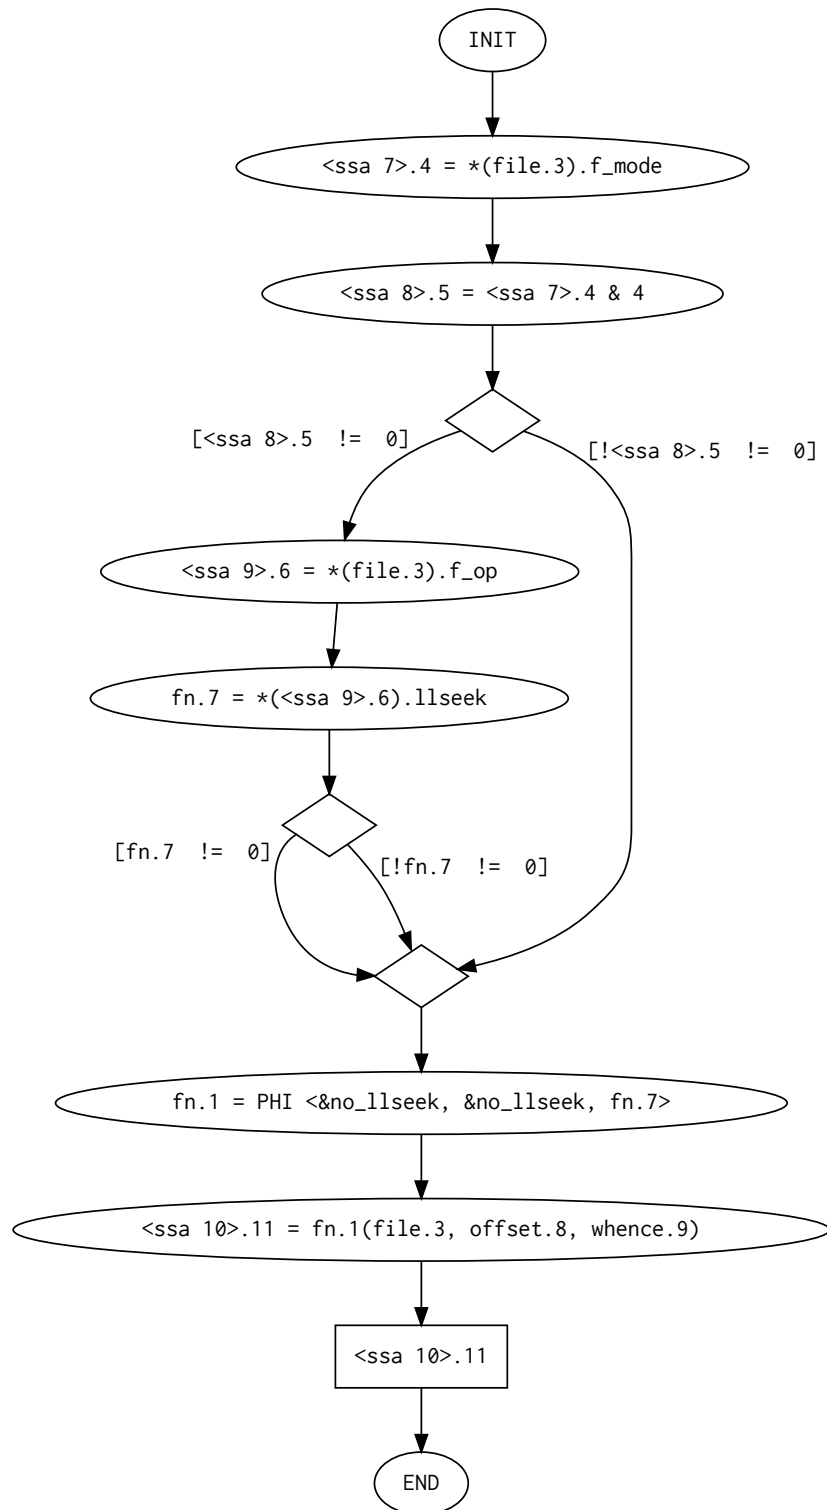 INIT
<ssa 7>.4 = *(file.3).f_mode
<ssa 8>.5 = <ssa 7>.4 & 4
[<ssa 8>.5  !=  0]
[!<ssa 8>.5  !=  0]
<ssa 9>.6 = *(file.3).f_op
fn.7 = *(<ssa 9>.6).llseek
[fn.7  !=  0]
[!fn.7  !=  0]
fn.1 = PHI <&no_llseek, &no_llseek, fn.7>
<ssa 10>.11 = fn.1(file.3, offset.8, whence.9)
<ssa 10>.11
END